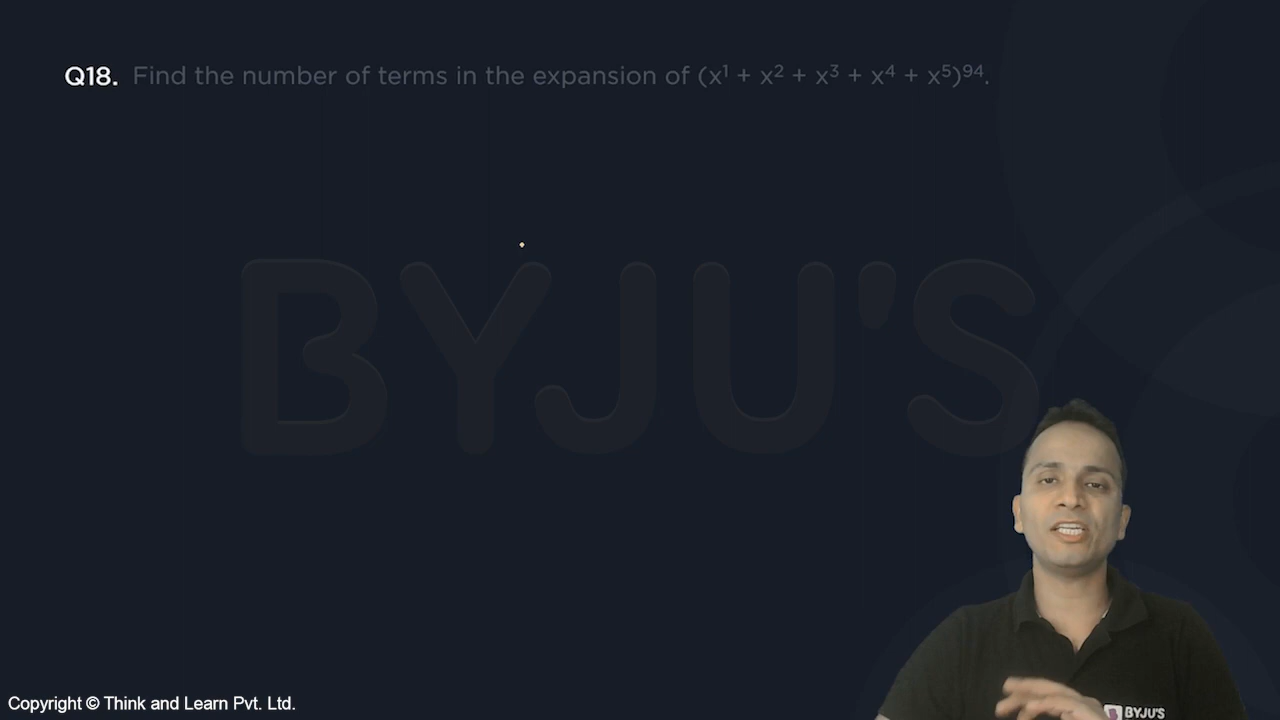 Q18. Find the number of terms in the expansion of (x¹ + x² + x³ + x⁴ + x⁵)⁹⁴.
BYJU'S
BYJU'S
Copyright © Think and Learn Pvt. Ltd.